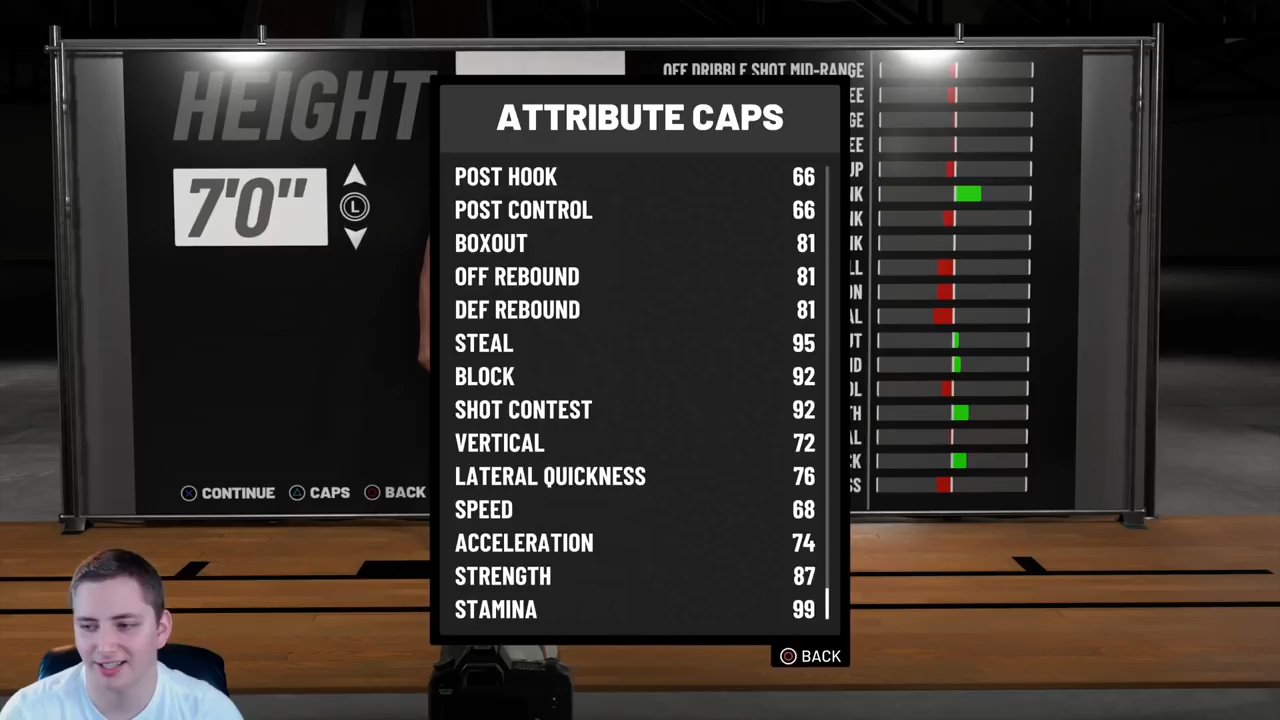 HEIGHT
7'0"
L
CONTINUE CAPS BACK
OFF DRIBBLE SHOT MID-RANGE
ATTRIBUTE CAPS
POST HOOK 66
POST CONTROL 66
BOXOUT 81
OFF REBOUND 81
DEF REBOUND 81
STEAL 95
BLOCK 92
SHOT CONTEST 92
VERTICAL 72
LATERAL QUICKNESS 76
SPEED 68
ACCELERATION 74
STRENGTH 87
STAMINA 99
BACK